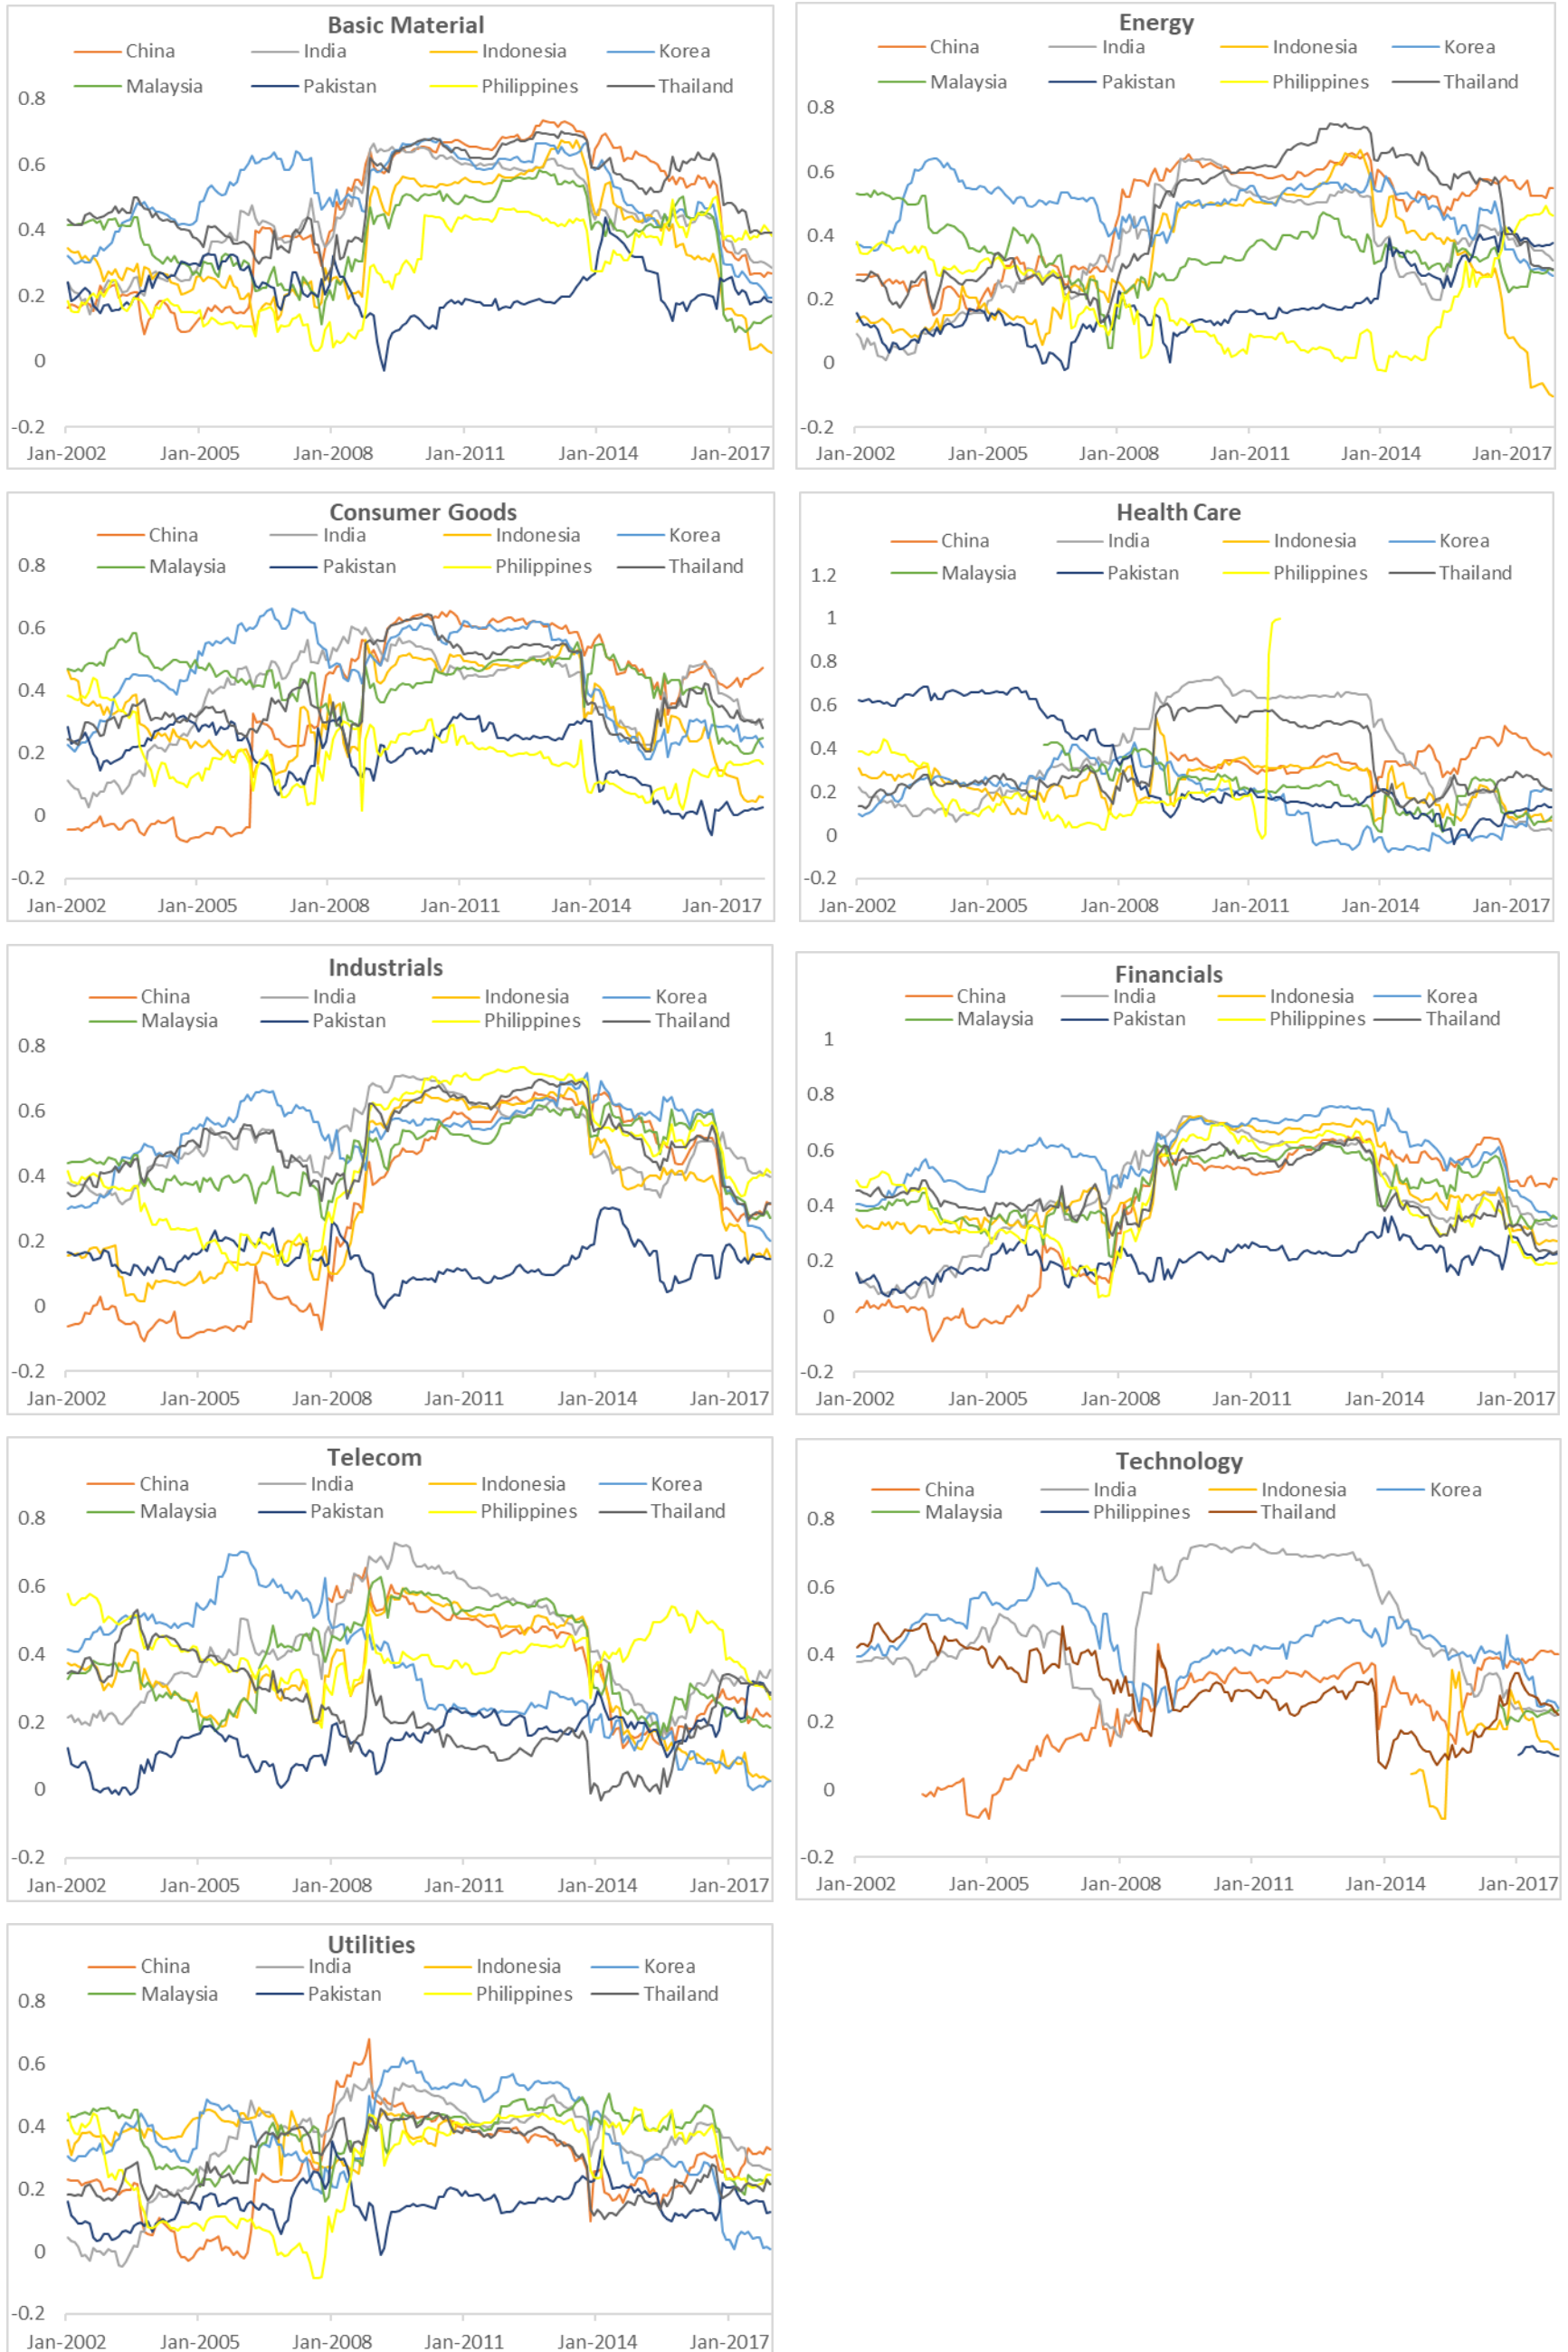 Basic Material
China India Indonesia Korea
Malaysia Pakistan Philippines Thailand
0.8
0.6
0.4
0.2
0
-0.2
Jan-2002 Jan-2005 Jan-2008 Jan-2011 Jan-2014 Jan-2017
Energy
China India Indonesia Korea
Malaysia Pakistan Philippines Thailand
0.8
0.6
0.4
0.2
0
-0.2
Jan-2002 Jan-2005 Jan-2008 Jan-2011 Jan-2014 Jan-2017
Consumer Goods
China India Indonesia Korea
Malaysia Pakistan Philippines Thailand
0.8
0.6
0.4
0.2
0
-0.2
Jan-2002 Jan-2005 Jan-2008 Jan-2011 Jan-2014 Jan-2017
Health Care
China India Indonesia Korea
Malaysia Pakistan Philippines Thailand
1.2
1
0.8
0.6
0.4
0.2
0
-0.2
Jan-2002 Jan-2005 Jan-2008 Jan-2011 Jan-2014 Jan-2017
Industrials
China India Indonesia Korea
Malaysia Pakistan Philippines Thailand
0.8
0.6
0.4
0.2
0
-0.2
Jan-2002 Jan-2005 Jan-2008 Jan-2011 Jan-2014 Jan-2017
Financials
China India Indonesia Korea
Malaysia Pakistan Philippines Thailand
1
0.8
0.6
0.4
0.2
0
-0.2
Jan-2002 Jan-2005 Jan-2008 Jan-2011 Jan-2014 Jan-2017
Telecom
China India Indonesia Korea
Malaysia Pakistan Philippines Thailand
0.8
0.6
0.4
0.2
0
-0.2
Jan-2002 Jan-2005 Jan-2008 Jan-2011 Jan-2014 Jan-2017
Technology
China India Indonesia Korea
Malaysia Philippines Thailand
0.8
0.6
0.4
0.2
0
-0.2
Jan-2002 Jan-2005 Jan-2008 Jan-2011 Jan-2014 Jan-2017
Utilities
China India Indonesia Korea
Malaysia Pakistan Philippines Thailand
0.8
0.6
0.4
0.2
0
-0.2
Jan-2002 Jan-2005 Jan-2008 Jan-2011 Jan-2014 Jan-2017